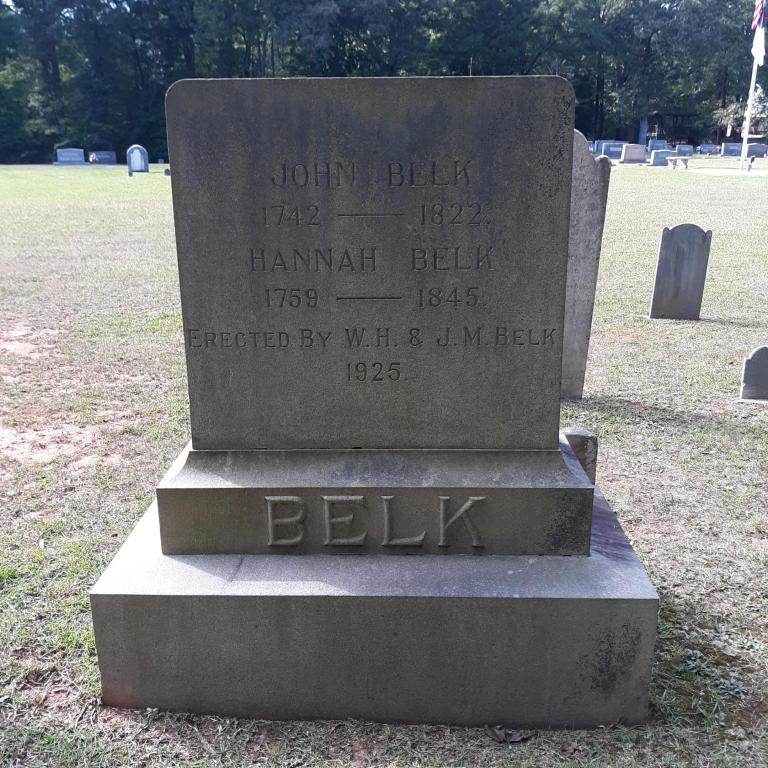 JOHN BELK
1742 — 1822.
HANNAH BELK
1759 — 1845.
ERECTED BY W.H. & J.M. BELK
1925.
BELK